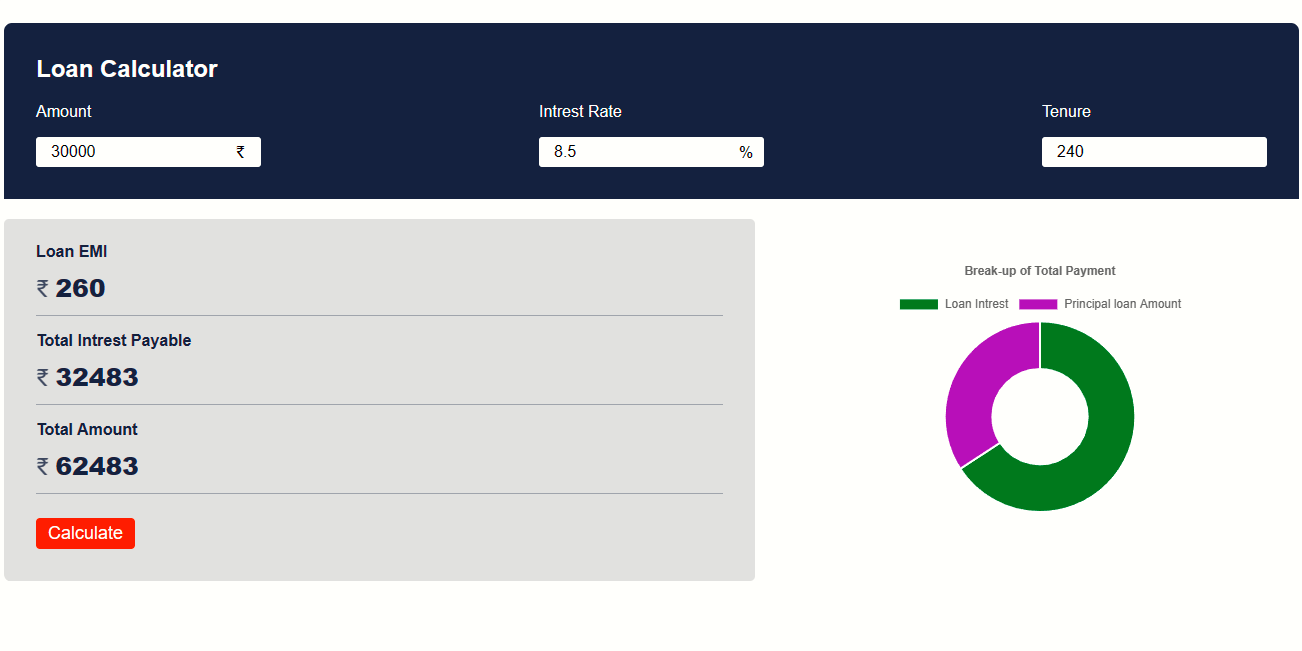 Loan Calculator
Amount
Intrest Rate
Tenure
30000 ₹
8.5 %
240
Loan EMI
₹ 260
Total Intrest Payable
₹ 32483
Total Amount
₹ 62483
Calculate
Break-up of Total Payment
Loan Intrest
Principal loan Amount